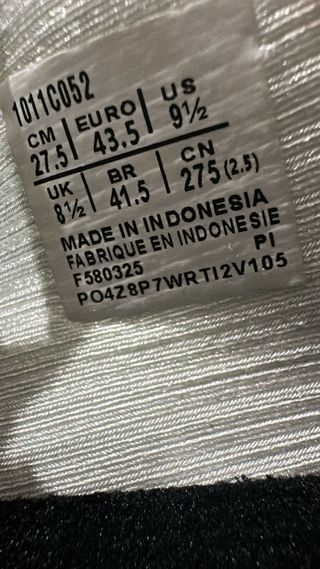 1011C052
CM EURO US
27.5 43.5 9½
UK BR CN
8½ 41.5 275 (2.5)
MADE IN INDONESIA
FABRIQUE EN INDONESIE
F580325 PI
PO4Z8P7WRTI2V105